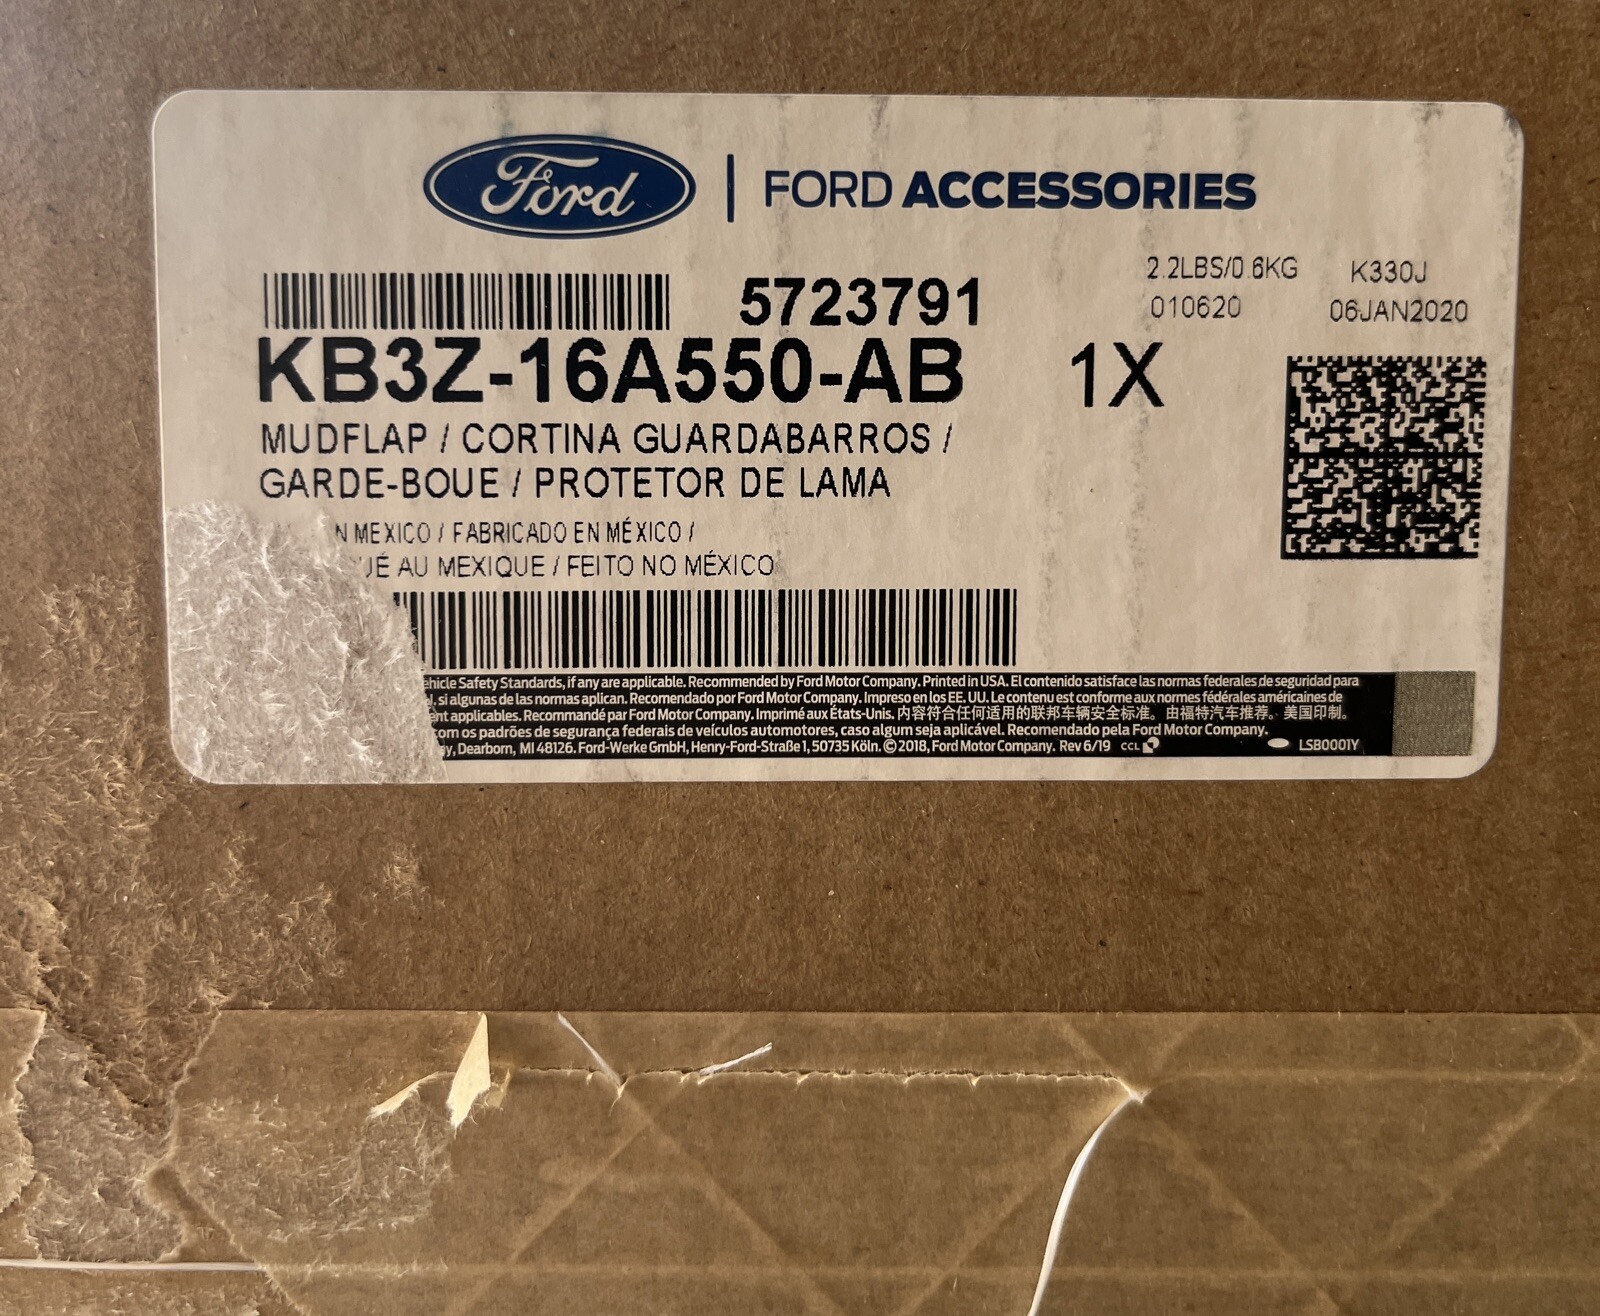 Ford | FORD ACCESSORIES
2.2LBS/0.6KG K330J
5723791
010620 06JAN2020
KB3Z-16A550-AB 1X
MUDFLAP / CORTINA GUARDABARROS /
GARDE-BOUE / PROTETOR DE LAMA
N MEXICO / FABRICADO EN MÉXICO /
UÉ AU MEXIQUE / FEITO NO MÉXICO
ehicle Safety Standards, if any are applicable. Recommended by Ford Motor Company. Printed in USA. El contenido satisface las normas federales de seguridad para
, si algunas de las normas aplican. Recomendado por Ford Motor Company. Impreso en los EE. UU. Le contenu est conforme aux normes fédérales américaines de
ent applicables. Recommandé par Ford Motor Company. Imprimé aux États-Unis. 内容符合任何适用的联邦车辆安全标准。由福特汽车推荐。美国印制。
com os padrões de segurança federais de veículos automotores, caso algum seja aplicável. Recomendado pela Ford Motor Company.
y, Dearborn, MI 48126. Ford-Werke GmbH, Henry-Ford-Straße 1, 50735 Köln. ©2018, Ford Motor Company. Rev 6/19 CCL LSB0001Y